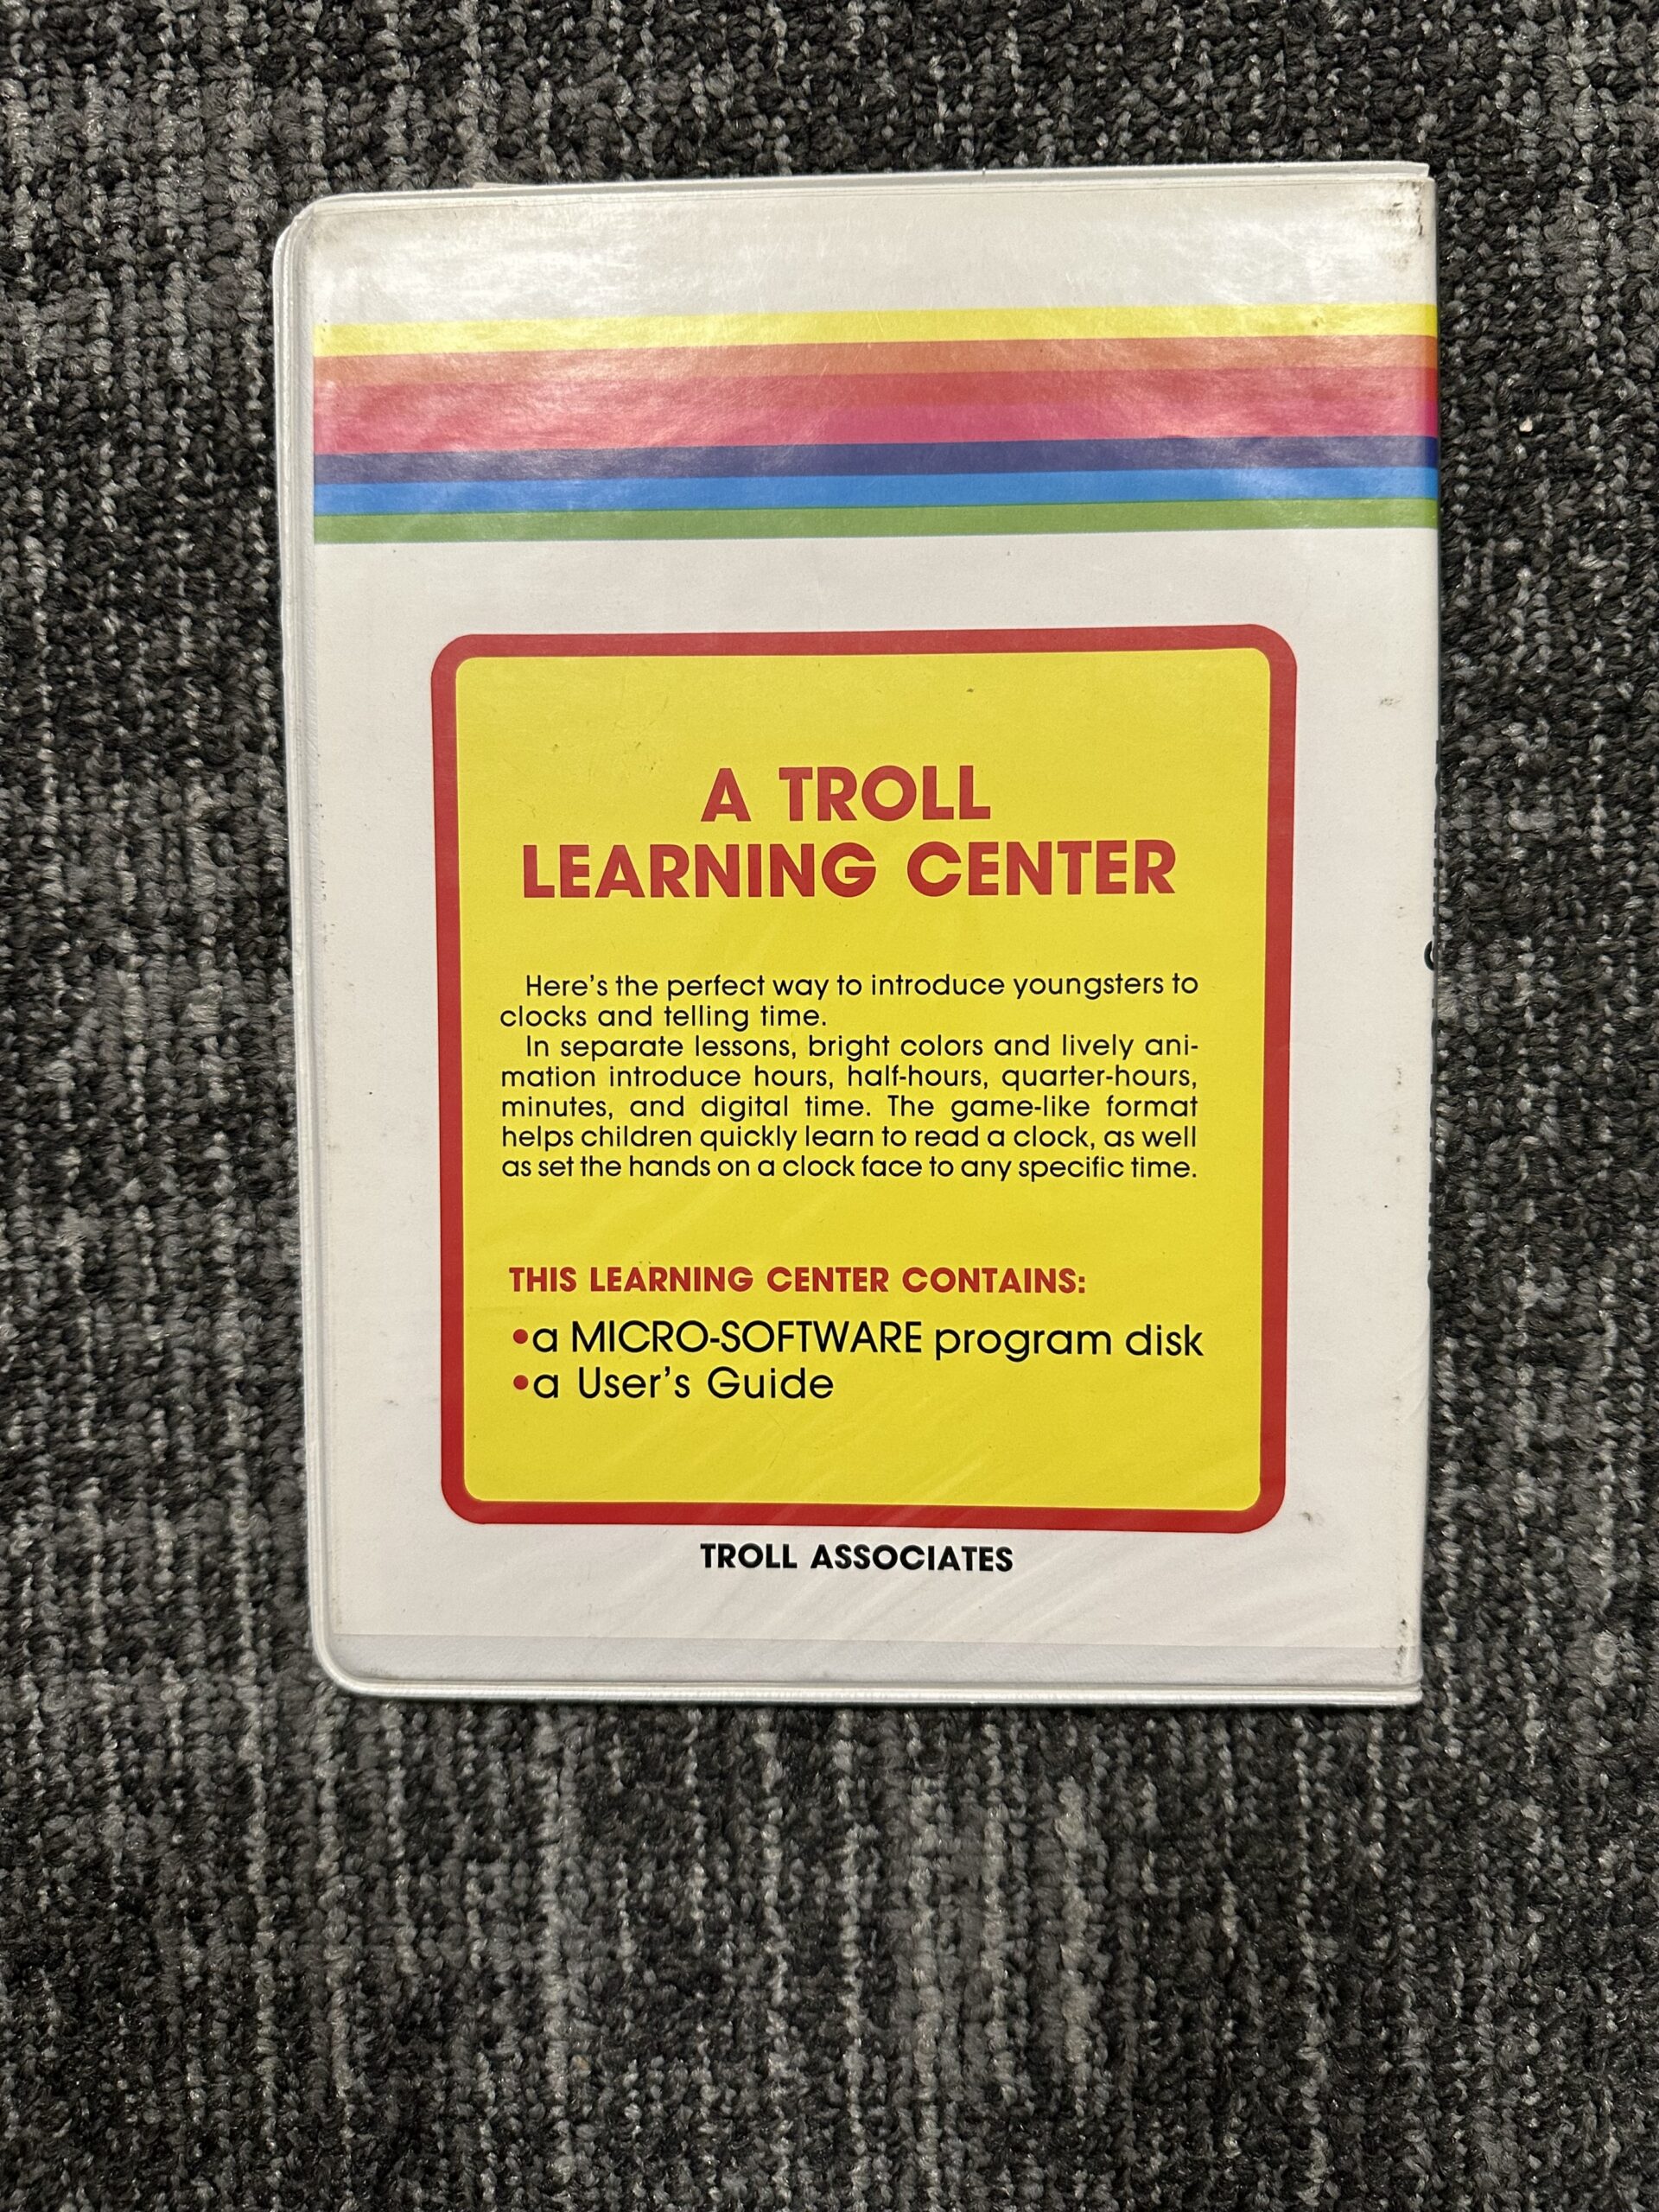 A TROLL
LEARNING CENTER
Here's the perfect way to introduce youngsters to
clocks and telling time.
In separate lessons, bright colors and lively ani-
mation introduce hours, half-hours, quarter-hours,
minutes, and digital time. The game-like format
helps children quickly learn to read a clock, as well
as set the hands on a clock face to any specific time.
THIS LEARNING CENTER CONTAINS:
•a MICRO-SOFTWARE program disk
•a User's Guide
TROLL ASSOCIATES